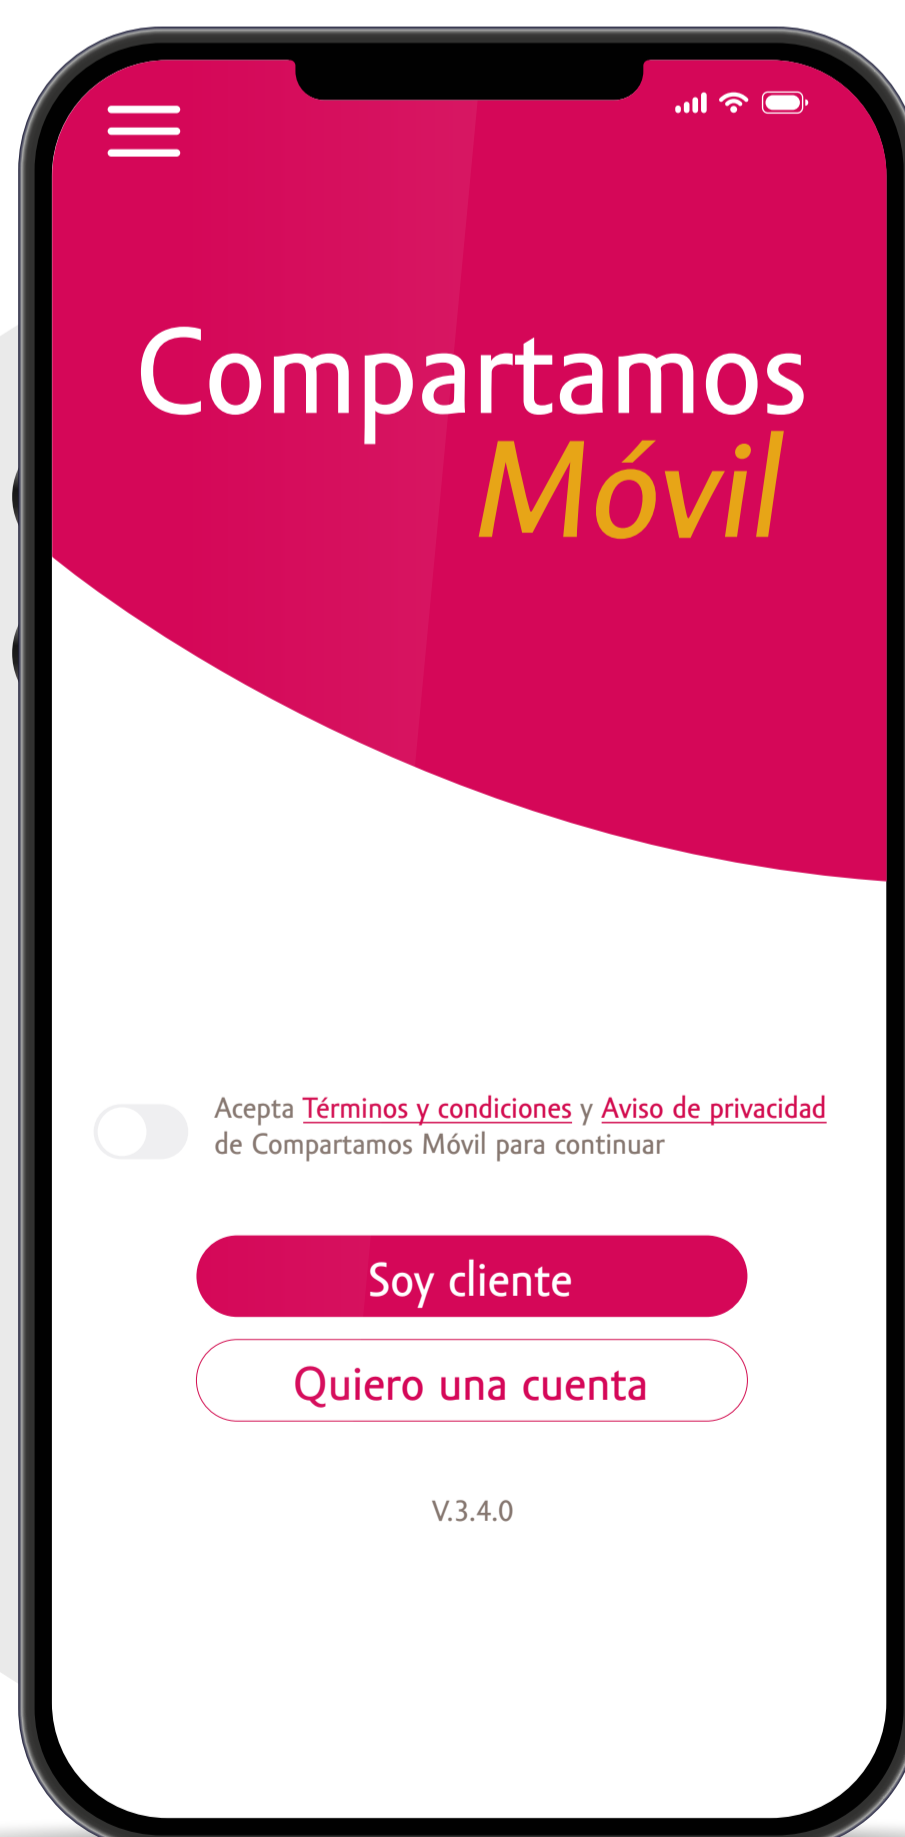 Compartamos
Móvil
Acepta Términos y condiciones y Aviso de privacidad
de Compartamos Móvil para continuar
Soy cliente
Quiero una cuenta
V.3.4.0